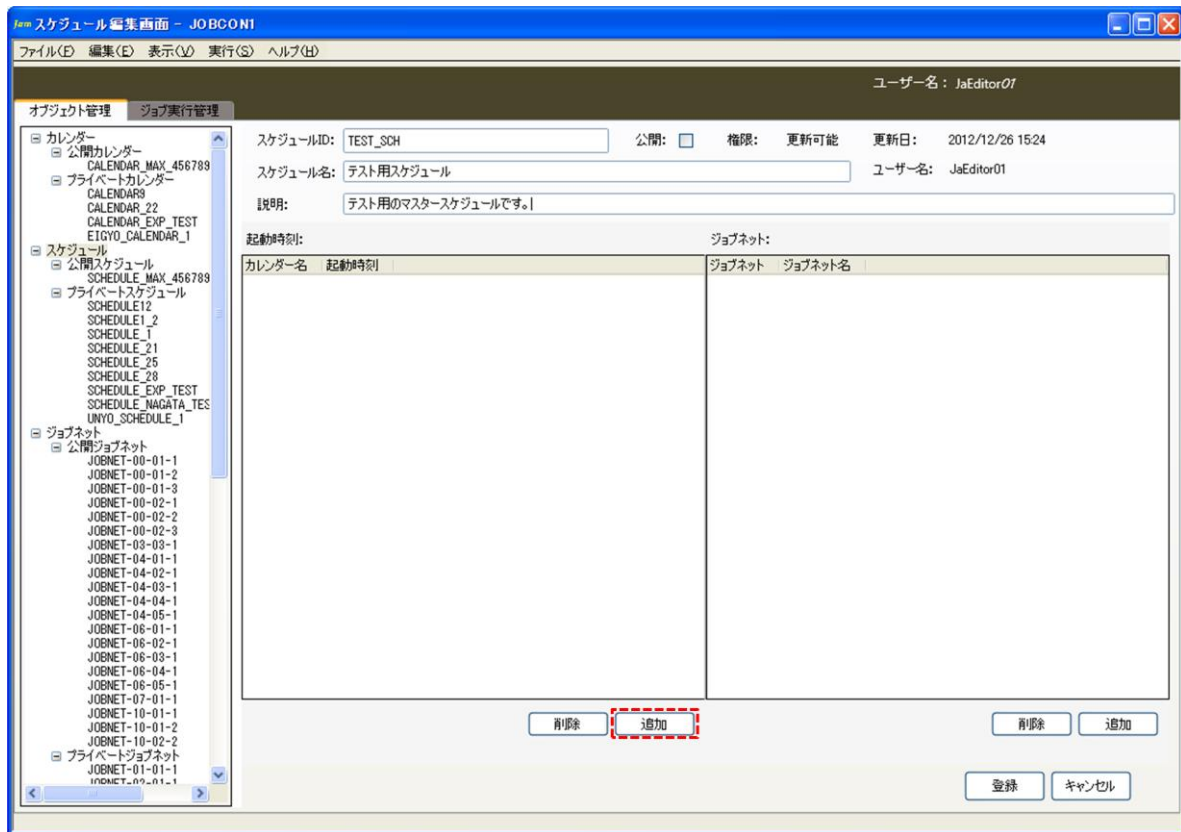 jam スケジュール編集画面 - JOBCON1
ファイル(F) 編集(E) 表示(V) 実行(S) ヘルプ(H)
ユーザー名: JaEditor01
オブジェクト管理 ジョブ実行管理
カレンダー
公開カレンダー
CALENDAR_MAX_456789
プライベートカレンダー
CALENDAR9
CALENDAR_22
CALENDAR_EXP_TEST
EIGYO_CALENDAR_1
スケジュール
公開スケジュール
SCHEDULE_MAX_456789
プライベートスケジュール
SCHEDULE12
SCHEDULE1_2
SCHEDULE_1
SCHEDULE_21
SCHEDULE_25
SCHEDULE_28
SCHEDULE_EXP_TEST
SCHEDULE_NAGATA_TES
UNYO_SCHEDULE_1
ジョブネット
公開ジョブネット
JOBNET-00-01-1
JOBNET-00-01-2
JOBNET-00-01-3
JOBNET-00-02-1
JOBNET-00-02-2
JOBNET-00-02-3
JOBNET-03-03-1
JOBNET-04-01-1
JOBNET-04-02-1
JOBNET-04-03-1
JOBNET-04-04-1
JOBNET-04-05-1
JOBNET-06-01-1
JOBNET-06-02-1
JOBNET-06-03-1
JOBNET-06-04-1
JOBNET-06-05-1
JOBNET-07-01-1
JOBNET-10-01-1
JOBNET-10-01-2
JOBNET-10-02-2
プライベートジョブネット
JOBNET-01-01-1
JOBNET-02-01-1
スケジュールID: TEST_SCH 公開: 権限: 更新可能 更新日: 2012/12/26 15:24
スケジュール名: テスト用スケジュール ユーザー名: JaEditor01
説明: テスト用のマスタースケジュールです。
起動時刻: ジョブネット:
カレンダー名 起動時刻 ジョブネット ジョブネット名
削除 追加 削除 追加
登録 キャンセル